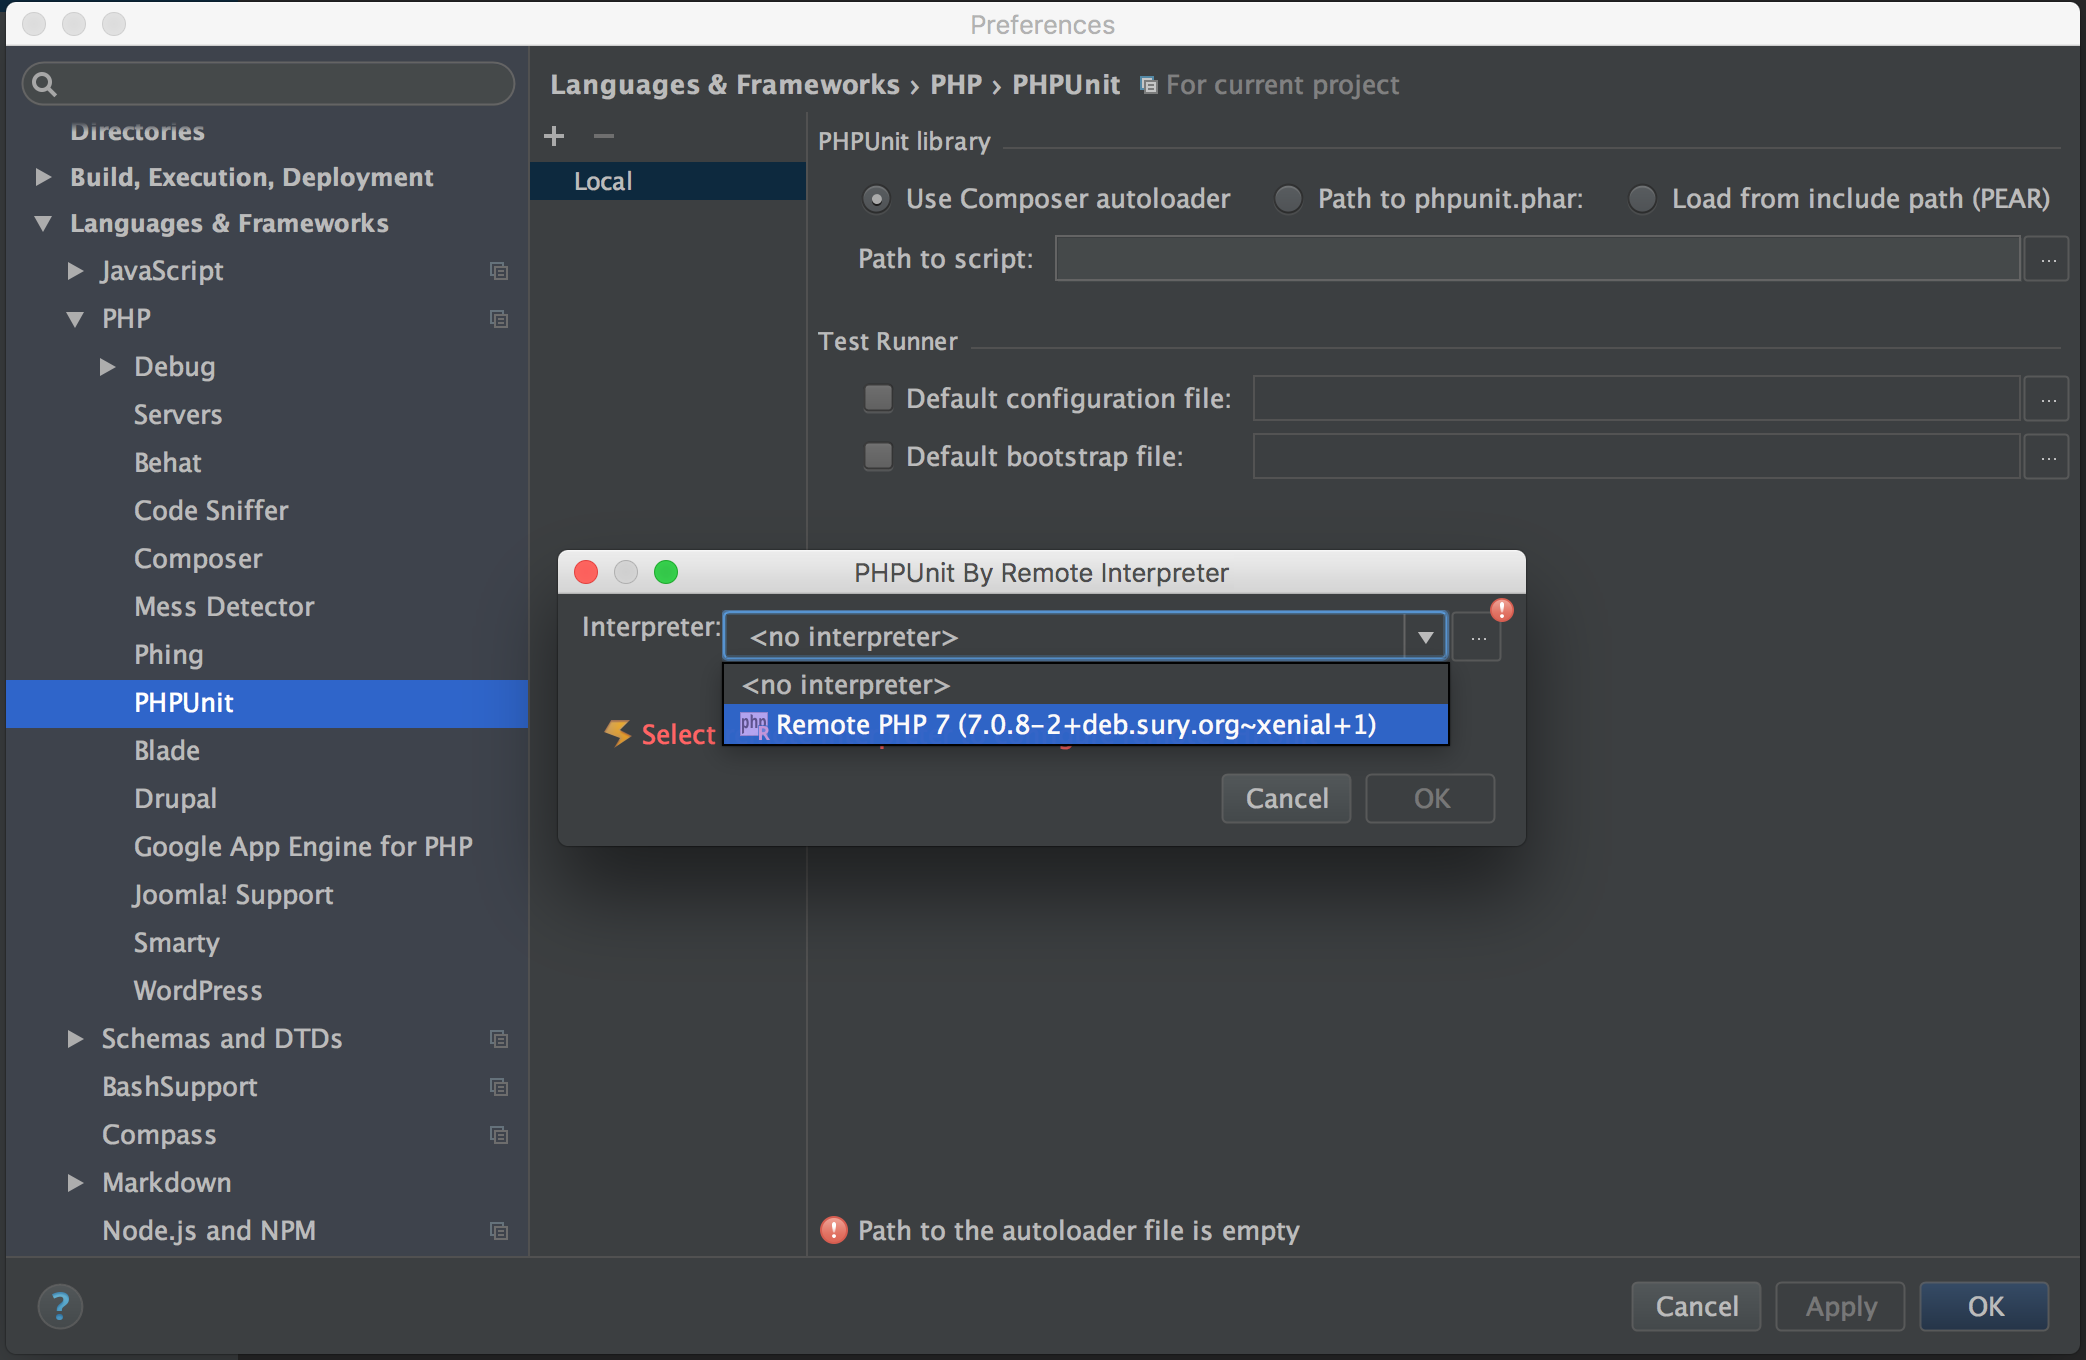 Preferences
Languages & Frameworks › PHP › PHPUnit For current project
Directories
Build, Execution, Deployment
Languages & Frameworks
JavaScript
PHP
Debug
Servers
Behat
Code Sniffer
Composer
Mess Detector
Phing
PHPUnit
Blade
Drupal
Google App Engine for PHP
Joomla! Support
Smarty
WordPress
Schemas and DTDs
BashSupport
Compass
Markdown
Node.js and NPM
Local
PHPUnit library
Use Composer autoloader Path to phpunit.phar: Load from include path (PEAR)
Path to script: ...
Test Runner
Default configuration file: ...
Default bootstrap file: ...
PHPUnit By Remote Interpreter
Interpreter: <no interpreter> ...
<no interpreter>
Remote PHP 7 (7.0.8-2+deb.sury.org~xenial+1)
Select
Cancel OK
Path to the autoloader file is empty
? Cancel Apply OK